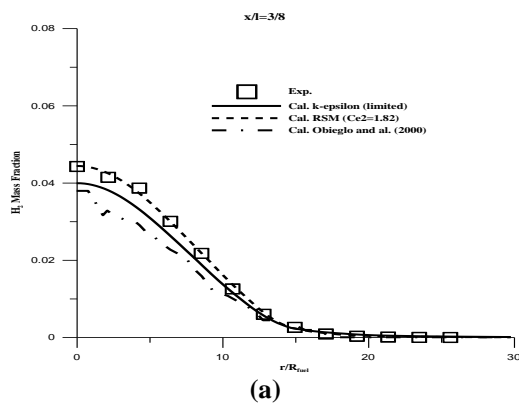 x/l=3/8
0.08
0.06
0.04
0.02
0
H2 Mass Fraction
Exp.
Cal. k-epsilon (limited)
Cal. RSM (Ce2=1.82)
Cal. Obieglo and al. (2000)
0 10 20 30
r/Rfuel
(a)